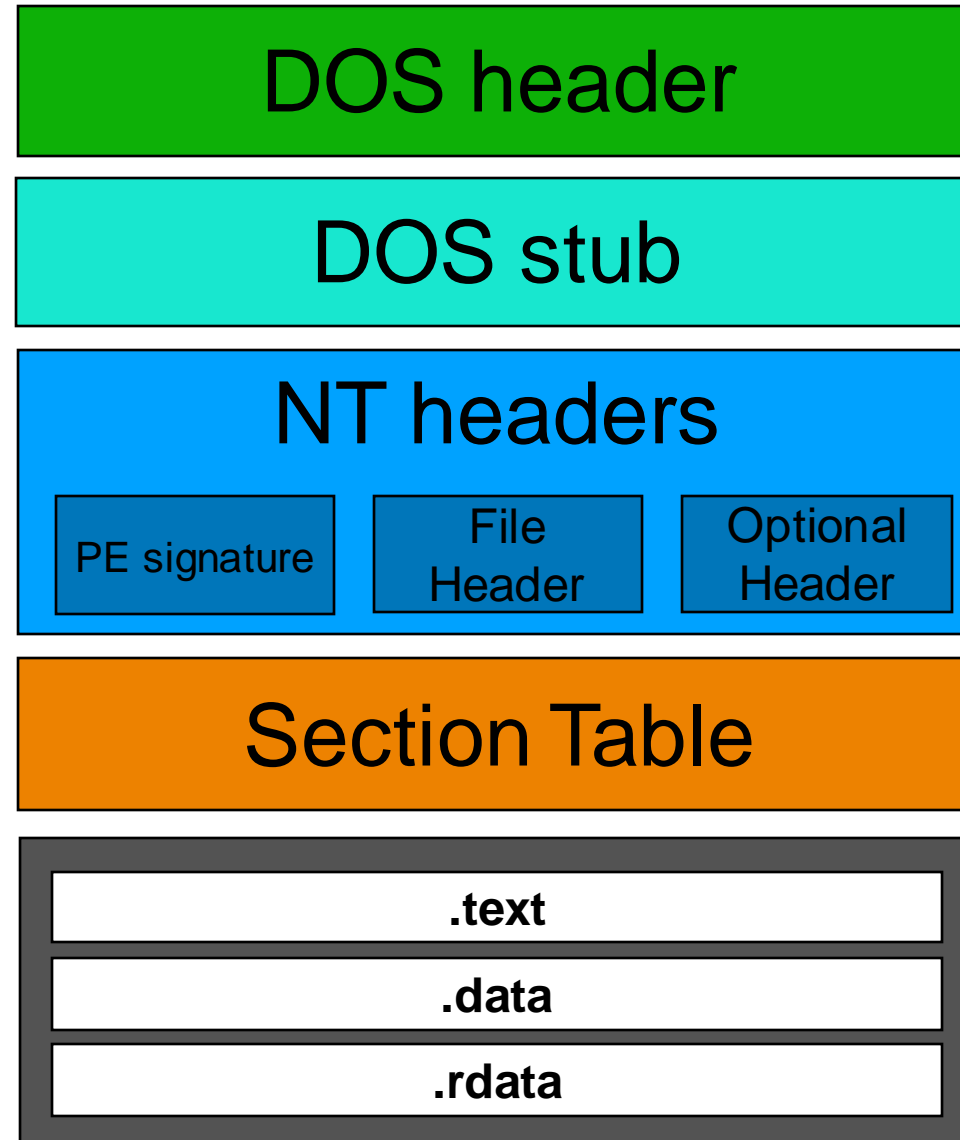 DOS header
DOS stub
NT headers
PE signature
File
Header
Optional
Header
Section Table
.text
.data
.rdata